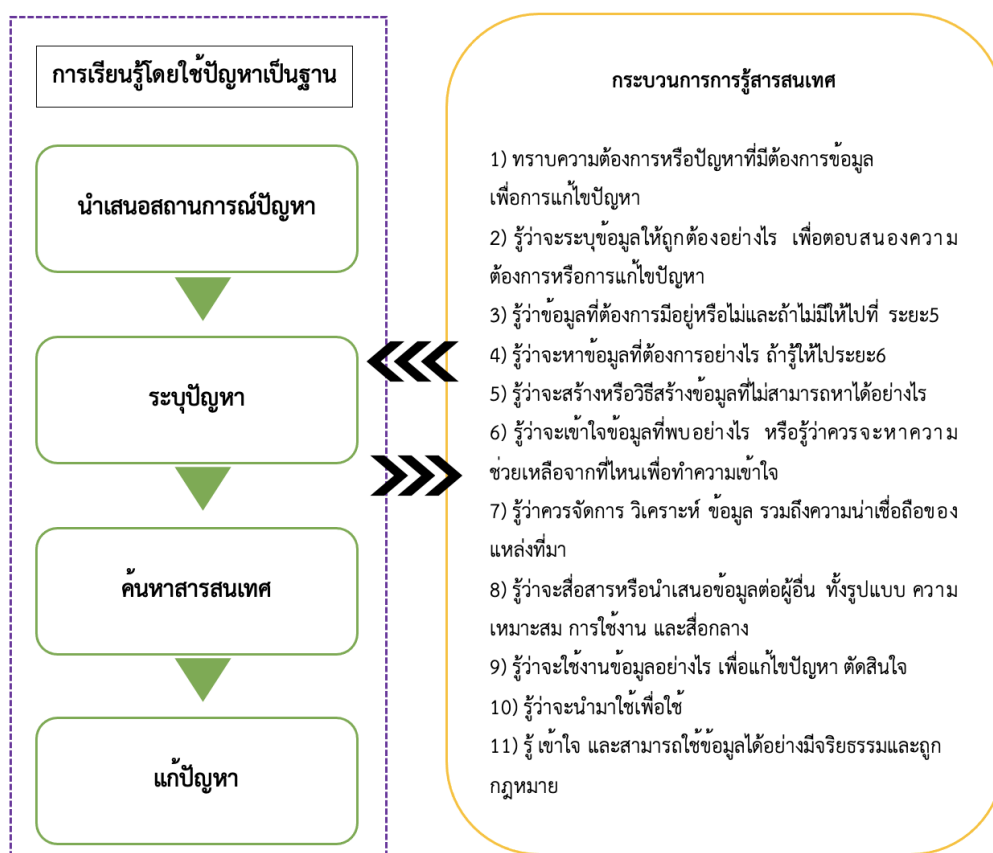 การเรียนรู้โดยใช้ปัญหาเป็นฐาน
นำเสนอสถานการณ์ปัญหา
ระบุปัญหา
ค้นหาสารสนเทศ
แก้ปัญหา
กระบวนการการรู้สารสนเทศ
1) ทราบความต้องการหรือปัญหาที่มีต้องการข้อมูล
เพื่อการแก้ไขปัญหา
2) รู้ว่าจะระบุข้อมูลให้ถูกต้องอย่างไร เพื่อตอบสนองความ
ต้องการหรือการแก้ไขปัญหา
3) รู้ว่าข้อมูลที่ต้องการมีอยู่หรือไม่และถ้าไม่มีให้ไปที่ ระยะ5
4) รู้ว่าจะหาข้อมูลที่ต้องการอย่างไร ถ้ารู้ให้ไประยะ6
5) รู้ว่าจะสร้างหรือวิธีสร้างข้อมูลที่ไม่สามารถหาได้อย่างไร
6) รู้ว่าจะเข้าใจข้อมูลที่พบอย่างไร หรือรู้ว่าควรจะหาความ
ช่วยเหลือจากที่ไหนเพื่อทำความเข้าใจ
7) รู้ว่าควรจัดการ วิเคราะห์ ข้อมูล รวมถึงความน่าเชื่อถือของ
แหล่งที่มา
8) รู้ว่าจะสื่อสารหรือนำเสนอข้อมูลต่อผู้อื่น ทั้งรูปแบบ ความ
เหมาะสม การใช้งาน และสื่อกลาง
9) รู้ว่าจะใช้งานข้อมูลอย่างไร เพื่อแก้ไขปัญหา ตัดสินใจ
10) รู้ว่าจะนำมาใช้เพื่อใช้
11) รู้ เข้าใจ และสามารถใช้ข้อมูลได้อย่างมีจริยธรรมและถูก
กฎหมาย